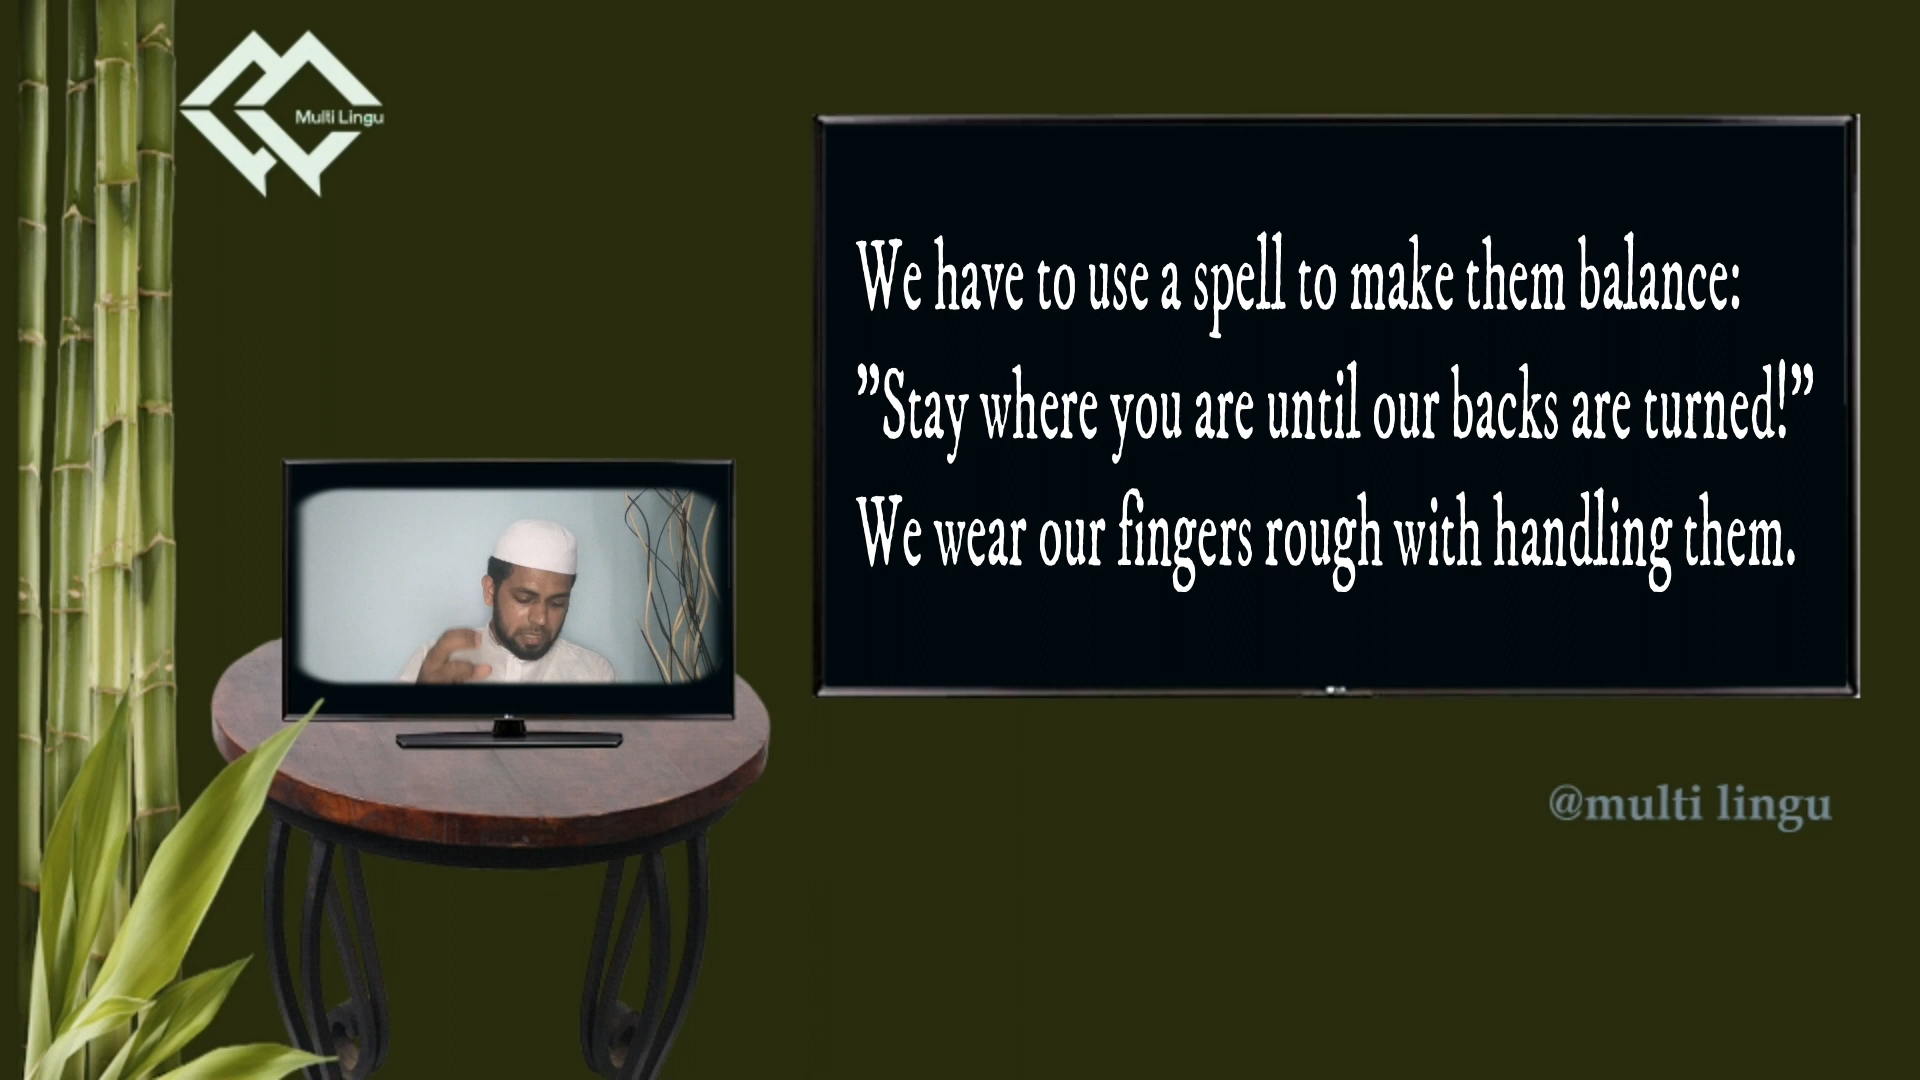 Multi Lingu
We have to use a spell to make them balance:
”Stay where you are until our backs are turned!”
We wear our fingers rough with handling them.
@multi lingu